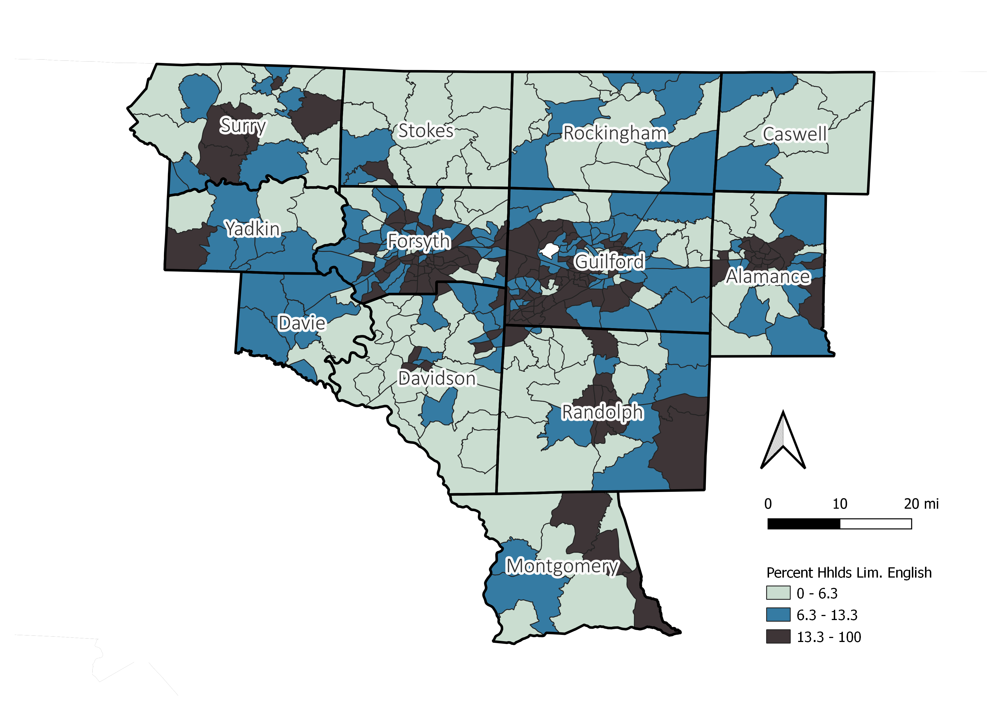 Surry
Stokes
Rockingham
Caswell
Yadkin
Forsyth
Guilford
Alamance
Davie
Davidson
Randolph
Montgomery
0 10 20 mi
Percent Hhlds Lim. English
0 - 6.3
6.3 - 13.3
13.3 - 100